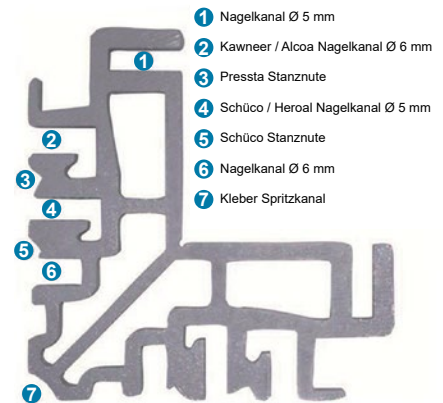 1 Nagelkanal Ø 5 mm
2 Kawneer / Alcoa Nagelkanal Ø 6 mm
3 Pressta Stanznute
4 Schüco / Heroal Nagelkanal Ø 5 mm
5 Schüco Stanznute
6 Nagelkanal Ø 6 mm
7 Kleber Spritzkanal
1
2
3
4
5
6
7